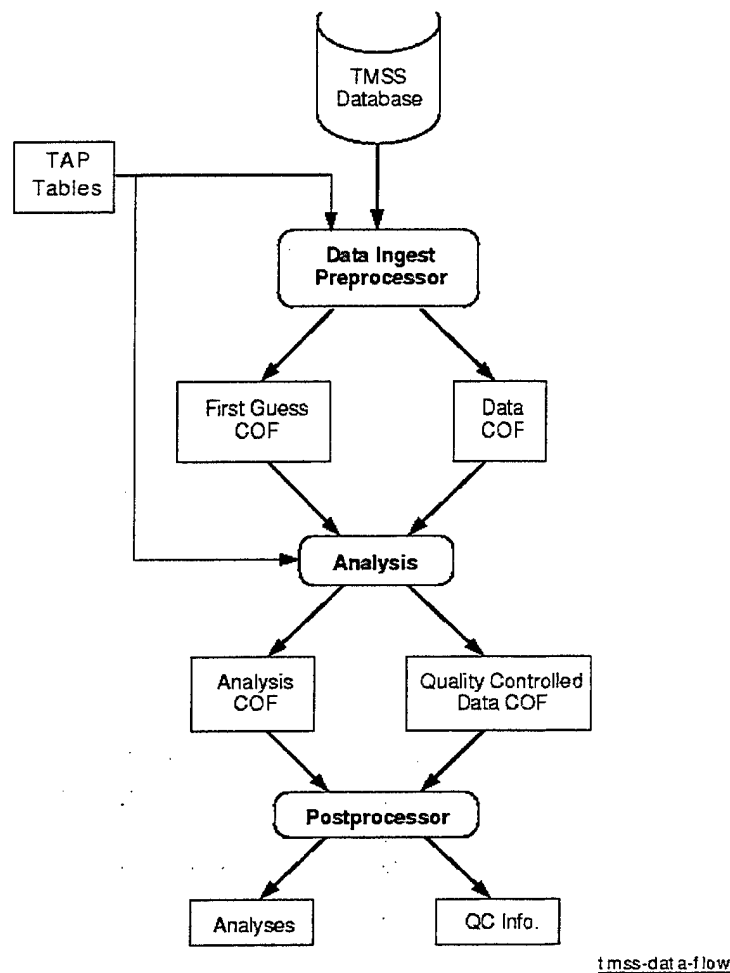 TMSS
Database
TAP
Tables
Data Ingest
Preprocessor
First Guess
COF
Data
COF
Analysis
Analysis
COF
Quality Controlled
Data COF
Postprocessor
Analyses
QC Info.
tmss-data-flow